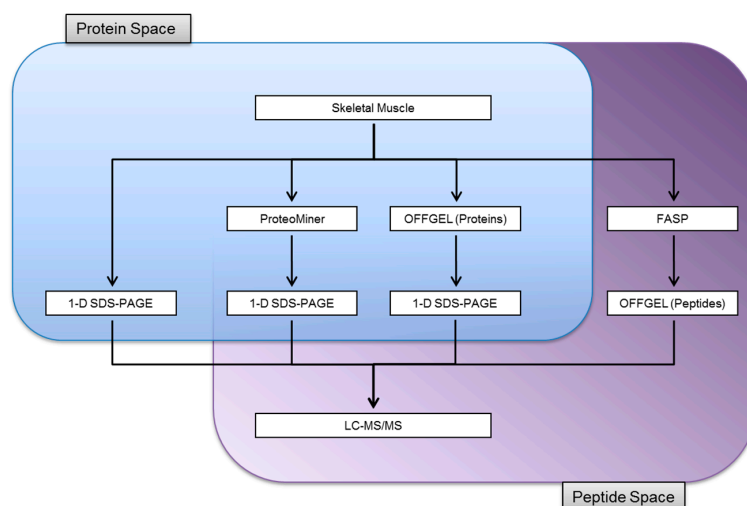 Protein Space
Skeletal Muscle
ProteoMiner
OFFGEL (Proteins)
FASP
1-D SDS-PAGE
1-D SDS-PAGE
1-D SDS-PAGE
OFFGEL (Peptides)
LC-MS/MS
Peptide Space